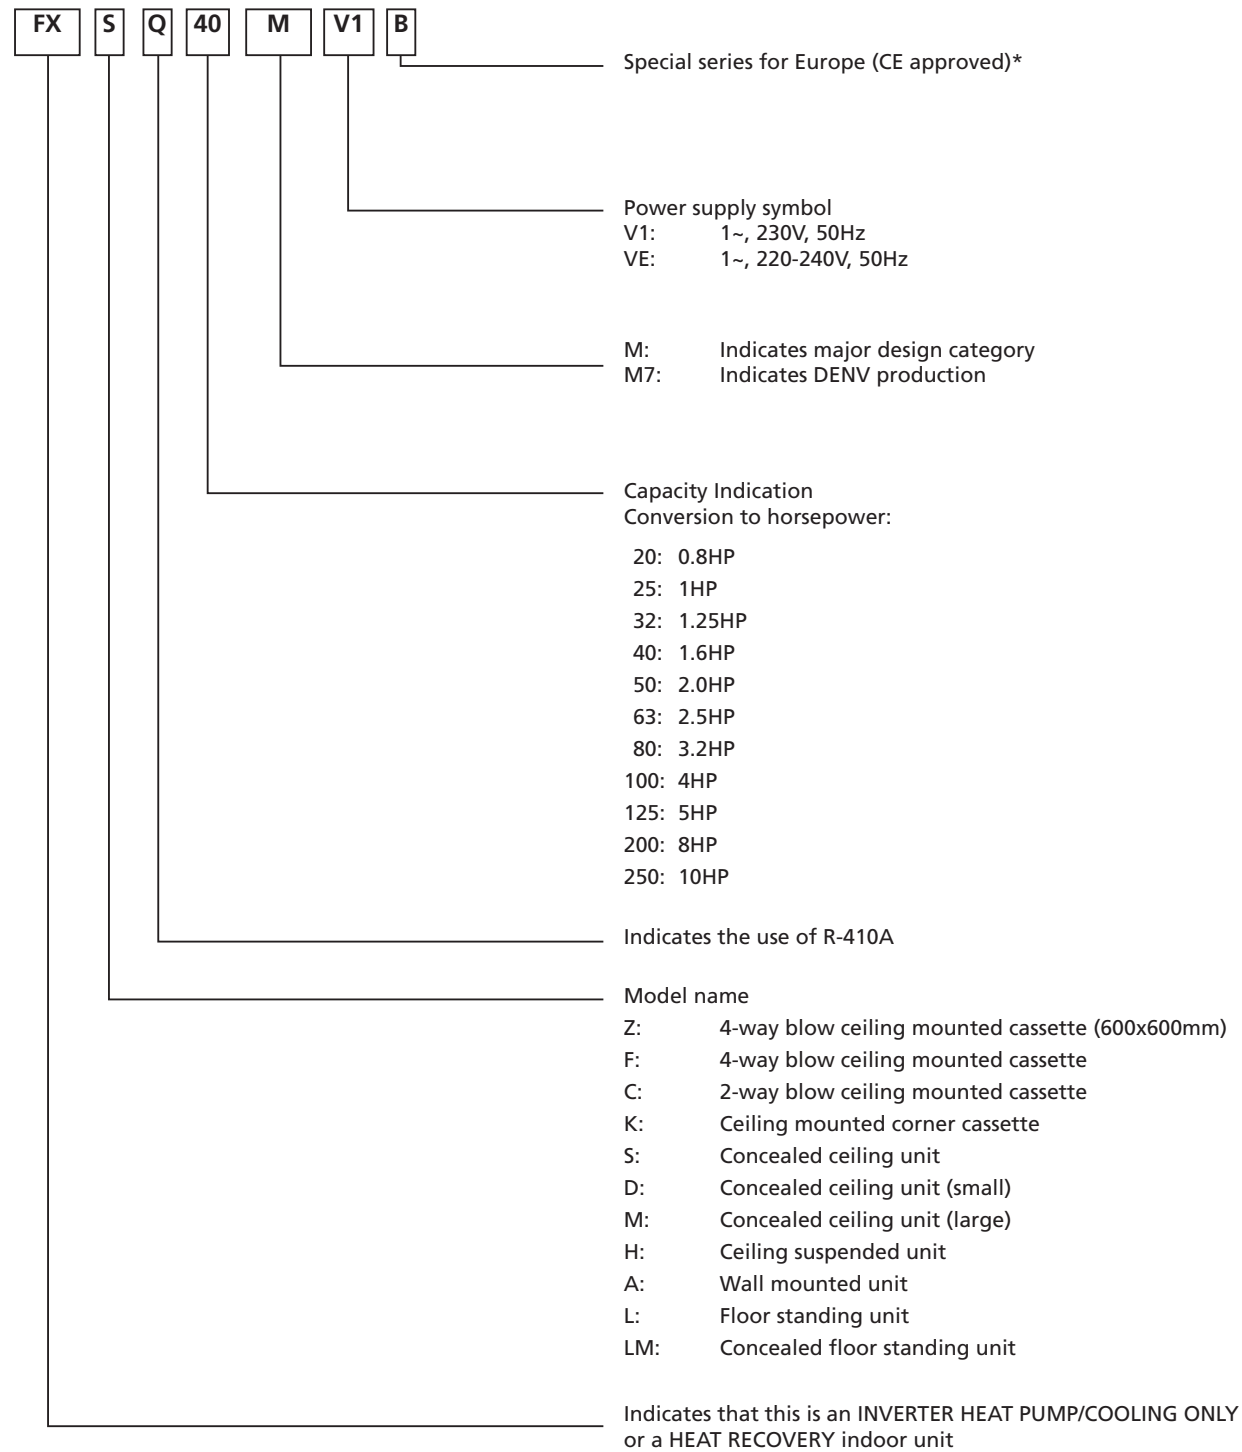 FX S Q 40 M V1 B
Special series for Europe (CE approved)*
Power supply symbol
V1: 1~, 230V, 50Hz
VE: 1~, 220-240V, 50Hz
M: Indicates major design category
M7: Indicates DENV production
Capacity Indication
Conversion to horsepower:
20: 0.8HP
25: 1HP
32: 1.25HP
40: 1.6HP
50: 2.0HP
63: 2.5HP
80: 3.2HP
100: 4HP
125: 5HP
200: 8HP
250: 10HP
Indicates the use of R-410A
Model name
Z: 4-way blow ceiling mounted cassette (600x600mm)
F: 4-way blow ceiling mounted cassette
C: 2-way blow ceiling mounted cassette
K: Ceiling mounted corner cassette
S: Concealed ceiling unit
D: Concealed ceiling unit (small)
M: Concealed ceiling unit (large)
H: Ceiling suspended unit
A: Wall mounted unit
L: Floor standing unit
LM: Concealed floor standing unit
Indicates that this is an INVERTER HEAT PUMP/COOLING ONLY
or a HEAT RECOVERY indoor unit